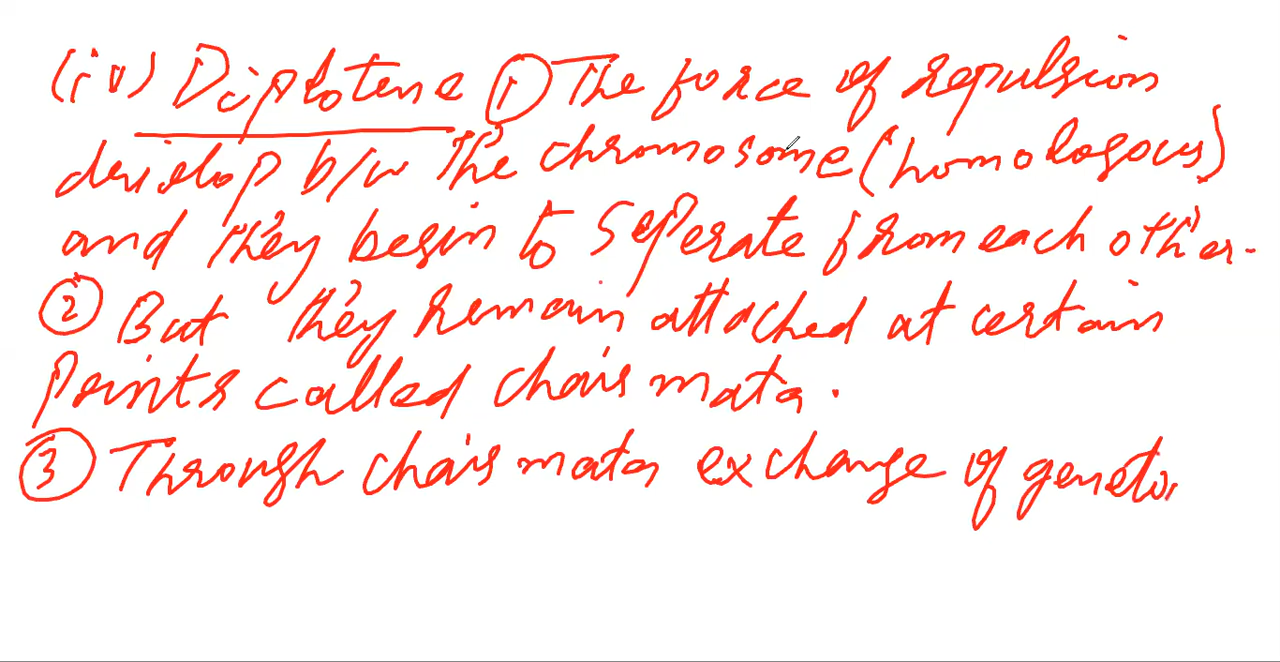 (iv) Diplotene ① The force of repulsion
develop b/w the chromosome (homologous)
and they begin to Seperate from each other.
② But they remain attached at certain
Points called chaismata.
③ Through chaismata exchange of genetic